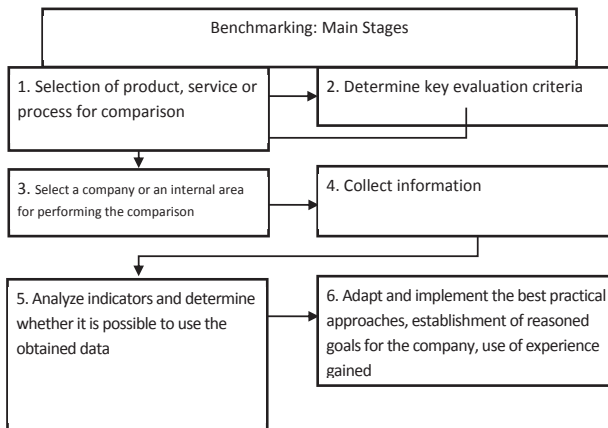 Benchmarking: Main Stages
1. Selection of product, service or
process for comparison
2. Determine key evaluation criteria
3. Select a company or an internal area
for performing the comparison
4. Collect information
5. Analyze indicators and determine
whether it is possible to use the
obtained data
6. Adapt and implement the best practical
approaches, establishment of reasoned
goals for the company, use of experience
gained